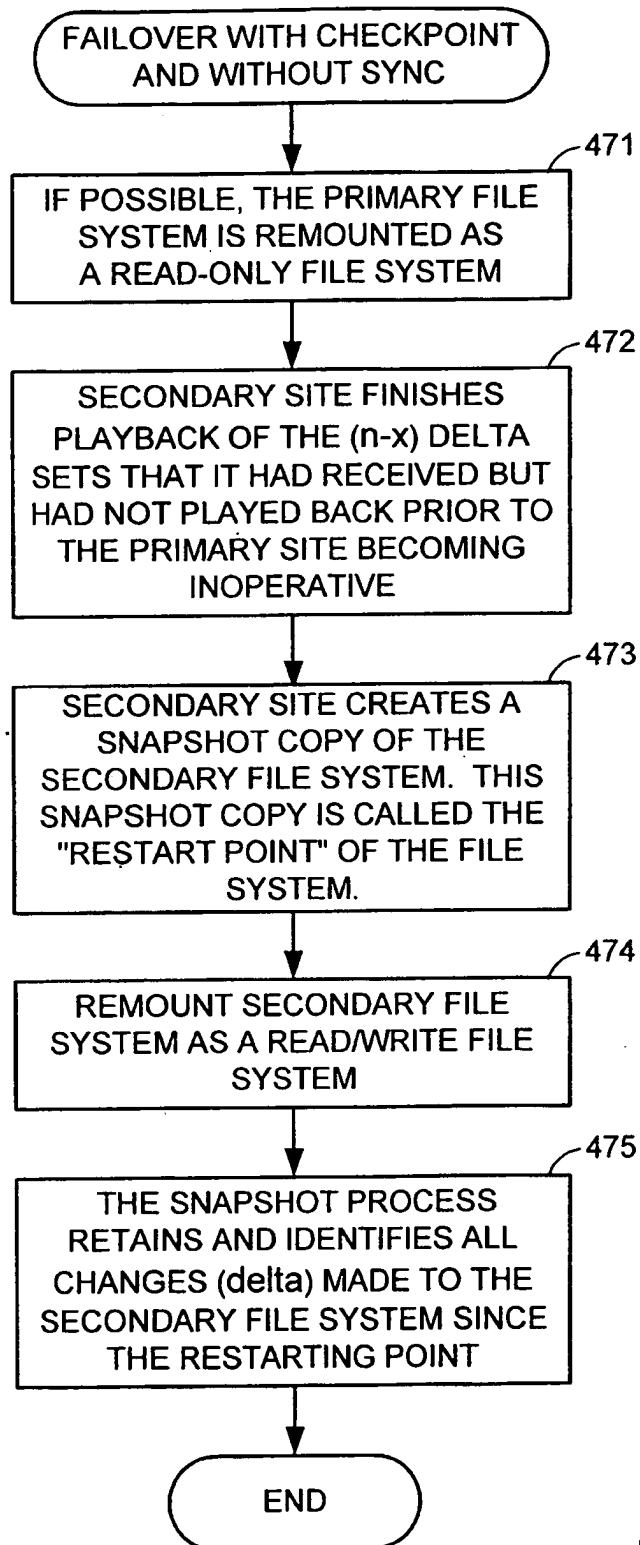 FAILOVER WITH CHECKPOINT
AND WITHOUT SYNC
471
IF POSSIBLE, THE PRIMARY FILE
SYSTEM IS REMOUNTED AS
A READ-ONLY FILE SYSTEM
472
SECONDARY SITE FINISHES
PLAYBACK OF THE (n-x) DELTA
SETS THAT IT HAD RECEIVED BUT
HAD NOT PLAYED BACK PRIOR TO
THE PRIMARY SITE BECOMING
INOPERATIVE
473
SECONDARY SITE CREATES A
SNAPSHOT COPY OF THE
SECONDARY FILE SYSTEM. THIS
SNAPSHOT COPY IS CALLED THE
"RESTART POINT" OF THE FILE
SYSTEM.
474
REMOUNT SECONDARY FILE
SYSTEM AS A READ/WRITE FILE
SYSTEM
475
THE SNAPSHOT PROCESS
RETAINS AND IDENTIFIES ALL
CHANGES (delta) MADE TO THE
SECONDARY FILE SYSTEM SINCE
THE RESTARTING POINT
END